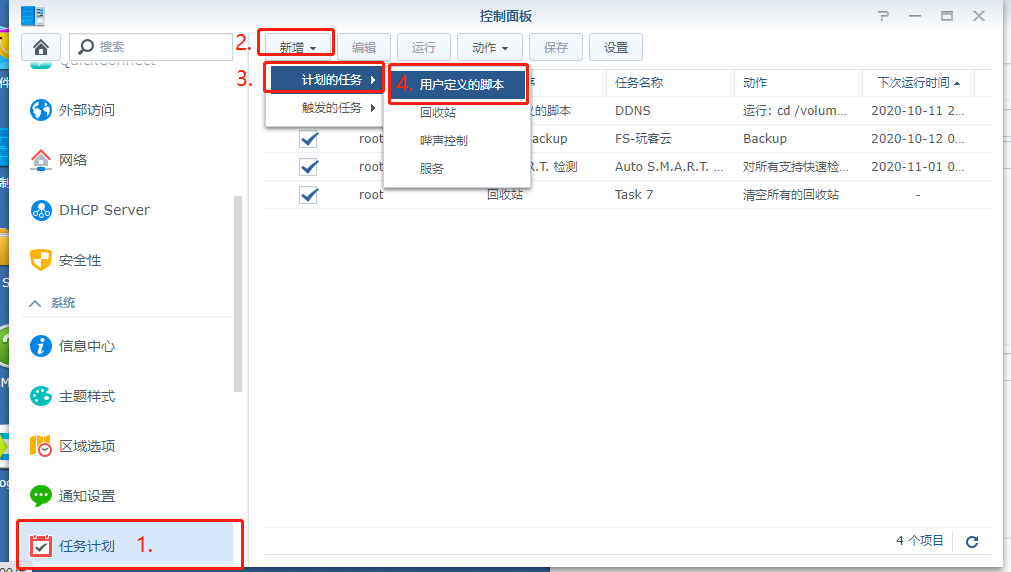 控制面板
搜索
2. 新增 编辑 运行 动作 保存 设置
QuickConnect
外部访问
网络
DHCP Server
安全性
系统
信息中心
主题样式
区域选项
通知设置
任务计划 1.
3. 计划的任务
触发的任务
4. 用户定义的脚本
回收站
哔声控制
服务
序 任务名称 动作 下次运行时间
义的脚本 DDNS 运行: cd /volum... 2020-10-11 2...
root ackup FS-玩客云 Backup 2020-10-12 0...
root R.T. 检测 Auto S.M.A.R.T. ... 对所有支持快速检... 2020-11-01 0...
root 回收站 Task 7 清空所有的回收站 -
4 个项目